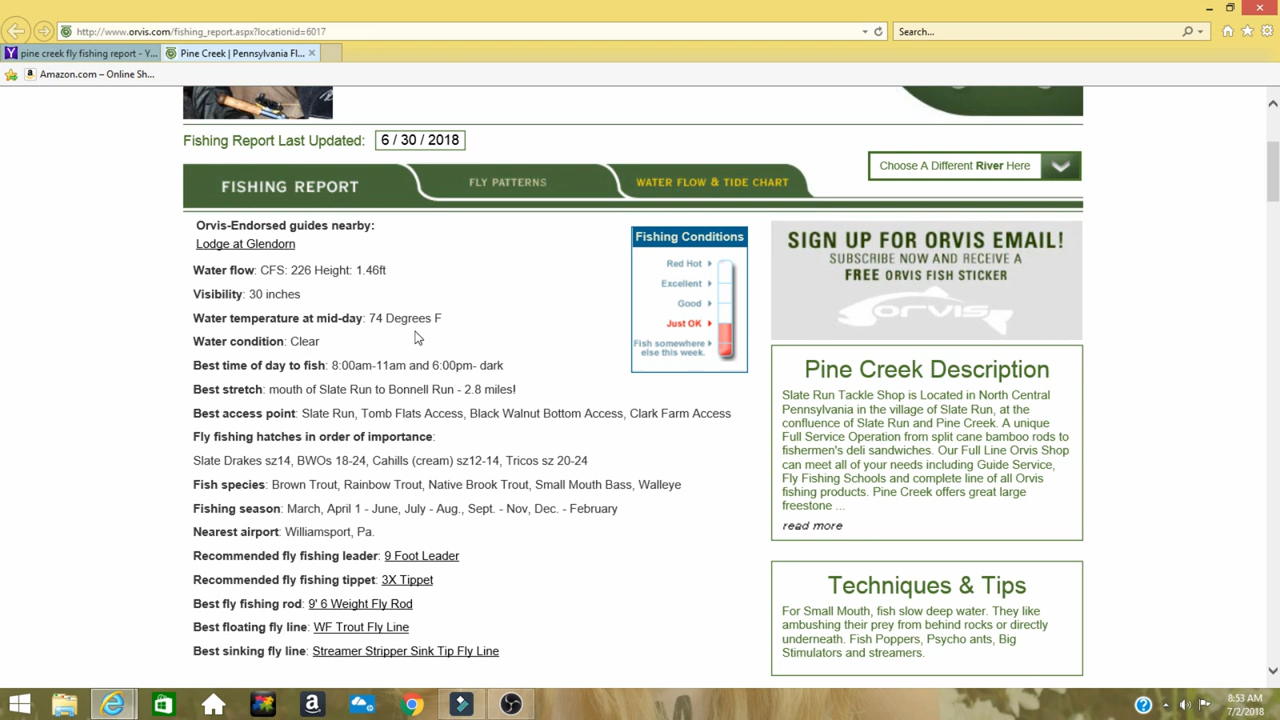 http://www.orvis.com/fishing_report.aspx?locationid=6017
Search...
pine creek fly fishing report - Y...
Pine Creek | Pennsylvania Fl...
Amazon.com – Online Sh...
Fishing Report Last Updated: 6 / 30 / 2018
Choose A Different River Here
FISHING REPORT
FLY PATTERNS
WATER FLOW & TIDE CHART
Orvis-Endorsed guides nearby:
Lodge at Glendorn
Water flow: CFS: 226 Height: 1.46ft
Visibility: 30 inches
Water temperature at mid-day: 74 Degrees F
Water condition: Clear
Best time of day to fish: 8:00am-11am and 6:00pm- dark
Best stretch: mouth of Slate Run to Bonnell Run - 2.8 miles!
Best access point: Slate Run, Tomb Flats Access, Black Walnut Bottom Access, Clark Farm Access
Fly fishing hatches in order of importance:
Slate Drakes sz14, BWOs 18-24, Cahills (cream) sz12-14, Tricos sz 20-24
Fish species: Brown Trout, Rainbow Trout, Native Brook Trout, Small Mouth Bass, Walleye
Fishing season: March, April 1 - June, July - Aug., Sept. - Nov, Dec. - February
Nearest airport: Williamsport, Pa.
Recommended fly fishing leader: 9 Foot Leader
Recommended fly fishing tippet: 3X Tippet
Best fly fishing rod: 9' 6 Weight Fly Rod
Best floating fly line: WF Trout Fly Line
Best sinking fly line: Streamer Stripper Sink Tip Fly Line
Fishing Conditions
Red Hot
Excellent
Good
Just OK
Fish somewhere
else this week.
SIGN UP FOR ORVIS EMAIL!
SUBSCRIBE NOW AND RECEIVE A
FREE ORVIS FISH STICKER
ORVIS
Pine Creek Description
Slate Run Tackle Shop is Located in North Central
Pennsylvania in the village of Slate Run, at the
confluence of Slate Run and Pine Creek. A unique
Full Service Operation from split cane bamboo rods to
fishermen's deli sandwiches. Our Full Line Orvis Shop
can meet all of your needs including Guide Service,
Fly Fishing Schools and complete line of all Orvis
fishing products. Pine Creek offers great large
freestone ...
read more
Techniques & Tips
For Small Mouth, fish slow deep water. They like
ambushing their prey from behind rocks or directly
underneath. Fish Poppers, Psycho ants, Big
Stimulators and streamers.
8:53 AM
7/2/2018